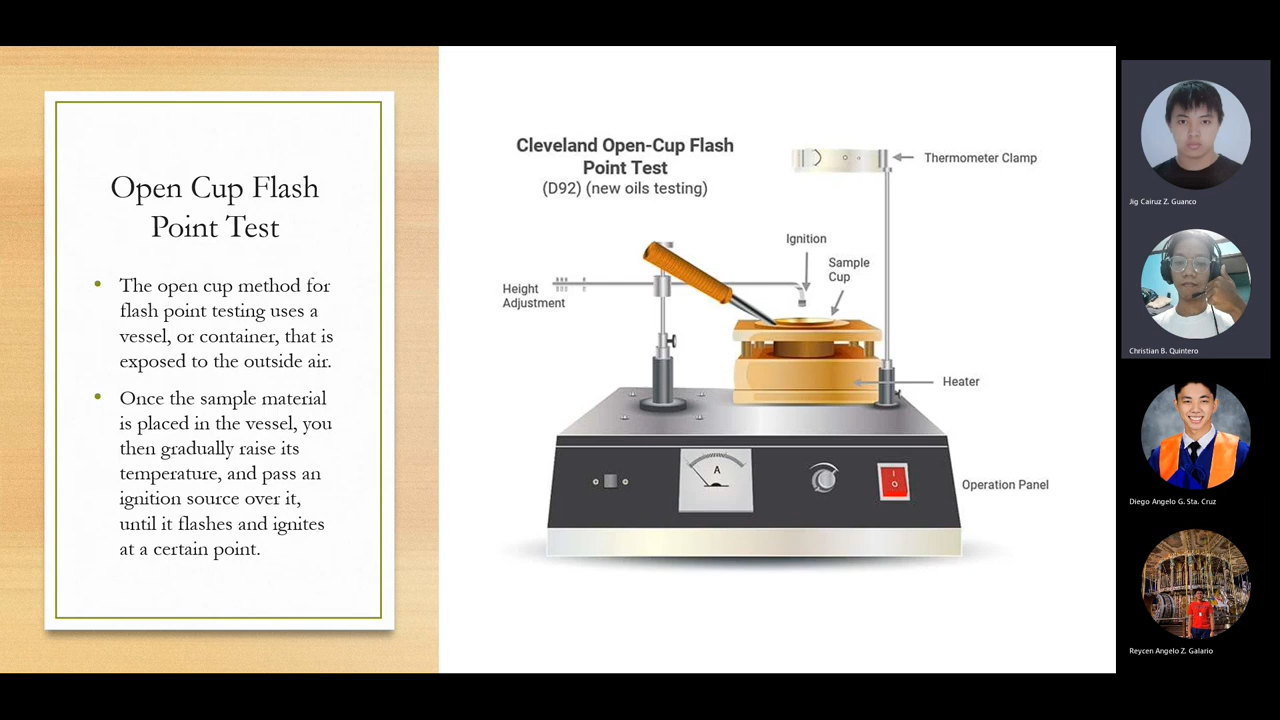 Open Cup Flash
Point Test
• The open cup method for
flash point testing uses a
vessel, or container, that is
exposed to the outside air.
• Once the sample material
is placed in the vessel, you
then gradually raise its
temperature, and pass an
ignition source over it,
until it flashes and ignites
at a certain point.
Cleveland Open-Cup Flash
Point Test
(D92) (new oils testing)
Thermometer Clamp
Ignition
Sample
Cup
Height
Adjustment
Heater
A
I
O
Operation Panel
Jig Cairuz Z. Guanco
Christian B. Quintero
Diego Angelo G. Sta. Cruz
Reycen Angelo Z. Galario